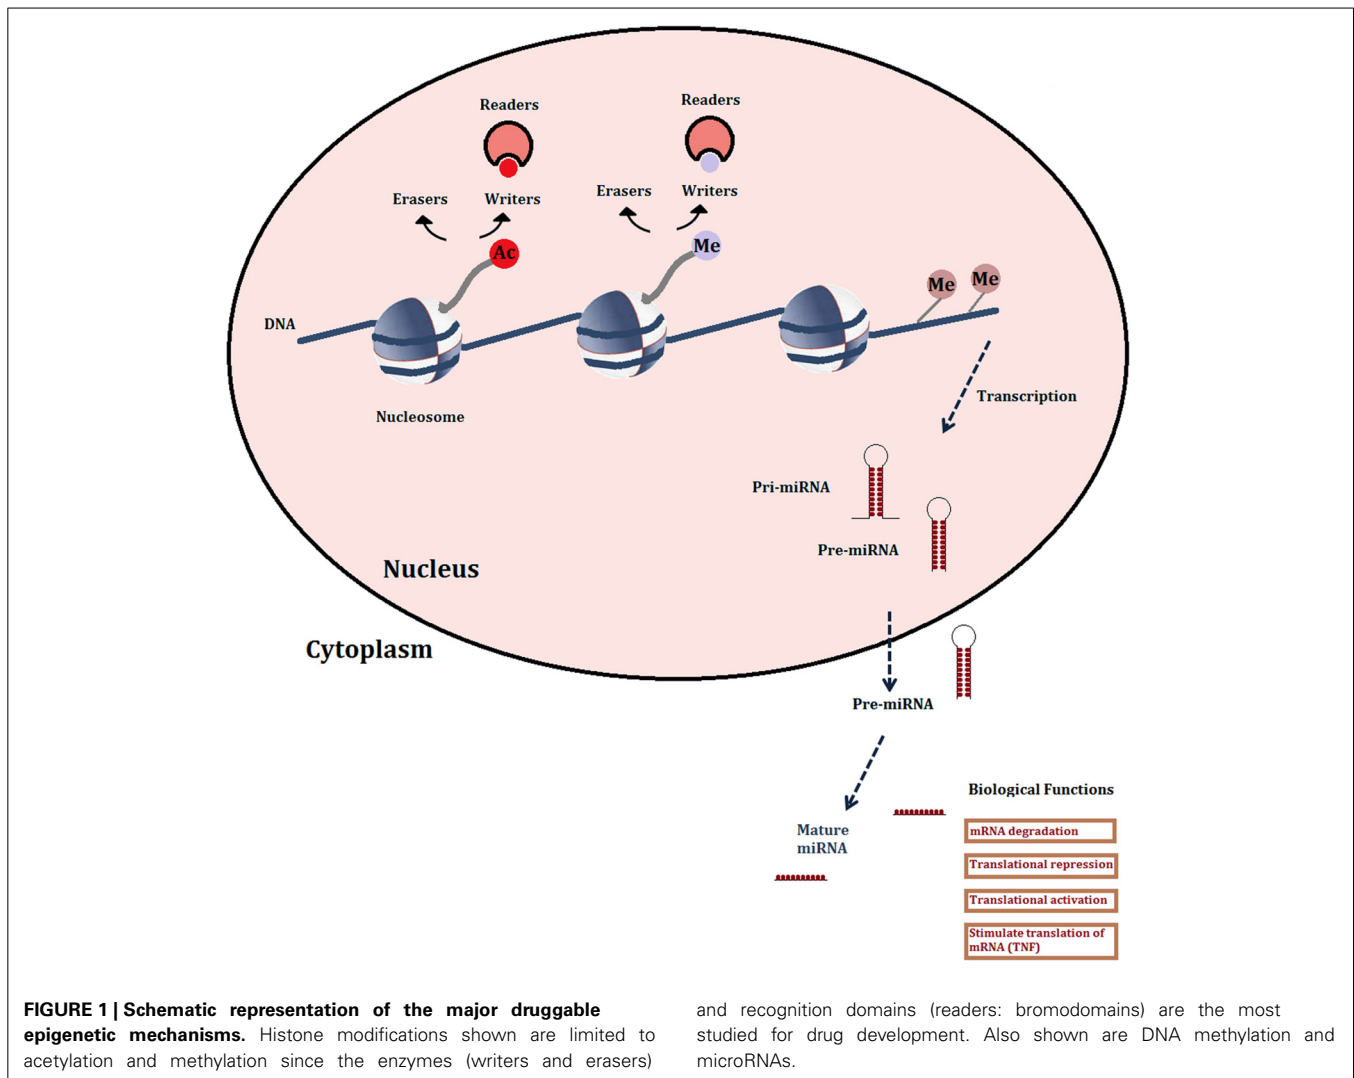 Readers
Readers
Erasers
Writers
Erasers
Writers
Ac
Me
Me
Me
DNA
Nucleosome
Transcription
Pri-miRNA
Pre-miRNA
Nucleus
Cytoplasm
Pre-miRNA
Mature
miRNA
Biological Functions
mRNA degradation
Translational repression
Translational activation
Stimulate translation of
mRNA (TNF)
FIGURE 1 | Schematic representation of the major druggable
epigenetic mechanisms. Histone modifications shown are limited to
acetylation and methylation since the enzymes (writers and erasers)
and recognition domains (readers: bromodomains) are the most
studied for drug development. Also shown are DNA methylation and
microRNAs.